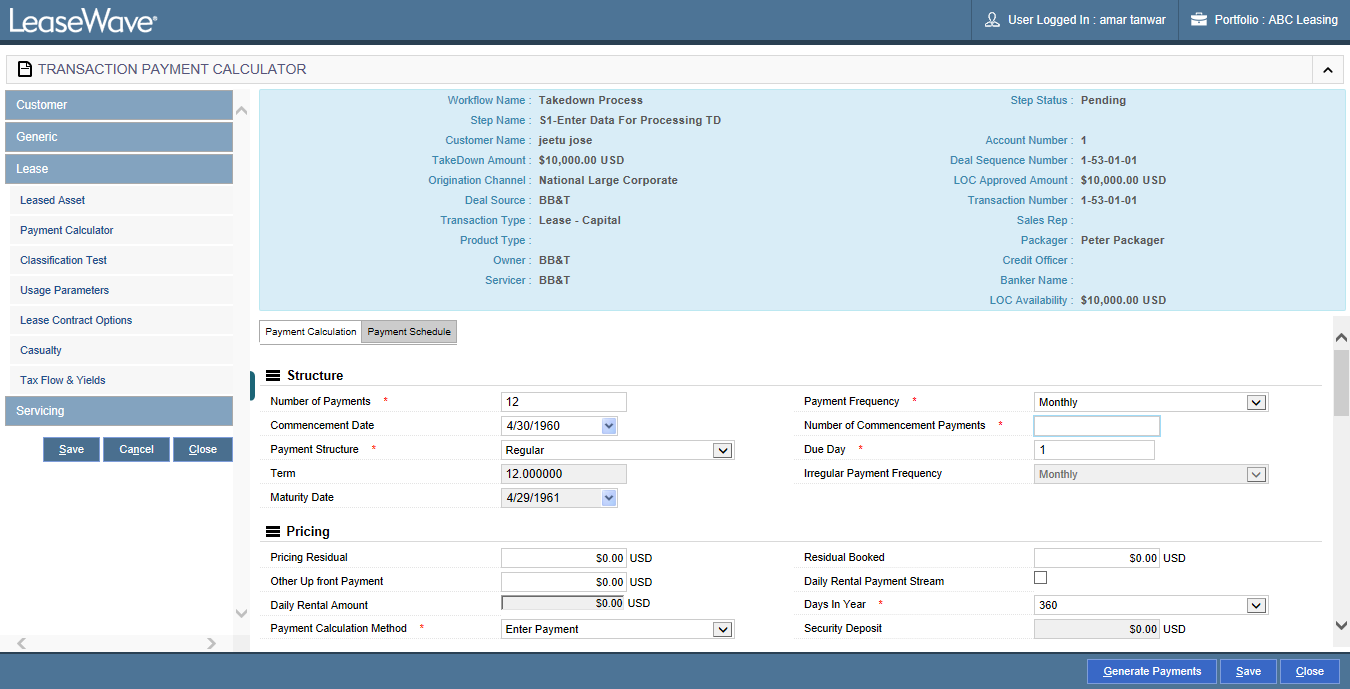 LeaseWave®
User Logged In : amar tanwar
Portfolio : ABC Leasing
TRANSACTION PAYMENT CALCULATOR
Customer
Generic
Lease
Leased Asset
Payment Calculator
Classification Test
Usage Parameters
Lease Contract Options
Casualty
Tax Flow & Yields
Servicing
Save Cancel Close
Workflow Name : Takedown Process
Step Status : Pending
Step Name : S1-Enter Data For Processing TD
Customer Name : jeetu jose
Account Number : 1
TakeDown Amount : $10,000.00 USD
Deal Sequence Number : 1-53-01-01
Origination Channel : National Large Corporate
LOC Approved Amount : $10,000.00 USD
Deal Source : BB&T
Transaction Number : 1-53-01-01
Transaction Type : Lease - Capital
Sales Rep :
Product Type :
Packager : Peter Packager
Owner : BB&T
Credit Officer :
Servicer : BB&T
Banker Name :
LOC Availability : $10,000.00 USD
Payment Calculation Payment Schedule
Structure
Number of Payments * 12
Payment Frequency * Monthly
Commencement Date 4/30/1960
Number of Commencement Payments *
Payment Structure * Regular
Due Day * 1
Term 12.000000
Irregular Payment Frequency Monthly
Maturity Date 4/29/1961
Pricing
Pricing Residual $0.00 USD
Residual Booked $0.00 USD
Other Up front Payment $0.00 USD
Daily Rental Payment Stream
Daily Rental Amount $0.00 USD
Days In Year * 360
Payment Calculation Method * Enter Payment
Security Deposit $0.00 USD
Generate Payments Save Close